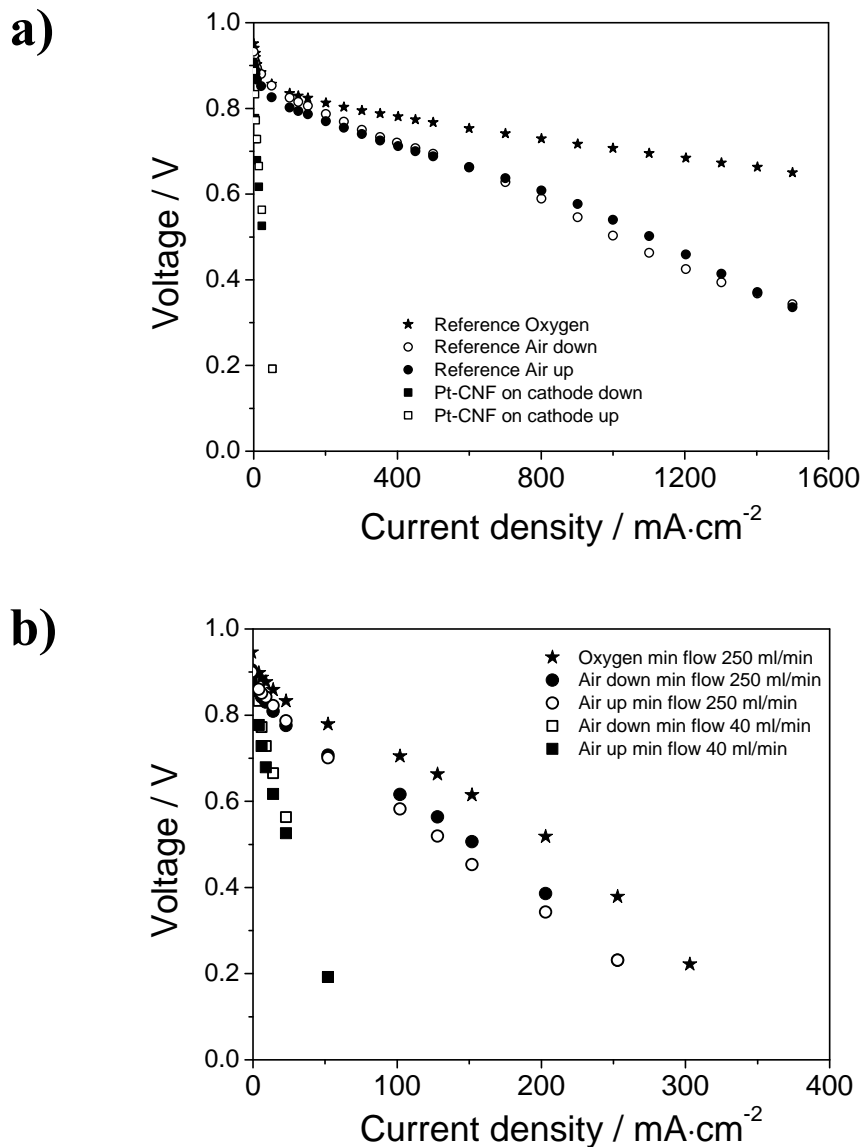 a)
1.0
0.8
0.6
0.4
0.2
0.0
Voltage / V
Reference Oxygen
Reference Air down
Reference Air up
Pt-CNF on cathode down
Pt-CNF on cathode up
0 400 800 1200 1600
Current density / mA·cm⁻²
b)
1.0
0.8
0.6
0.4
0.2
0.0
Voltage / V
Oxygen min flow 250 ml/min
Air down min flow 250 ml/min
Air up min flow 250 ml/min
Air down min flow 40 ml/min
Air up min flow 40 ml/min
0 100 200 300 400
Current density / mA·cm⁻²